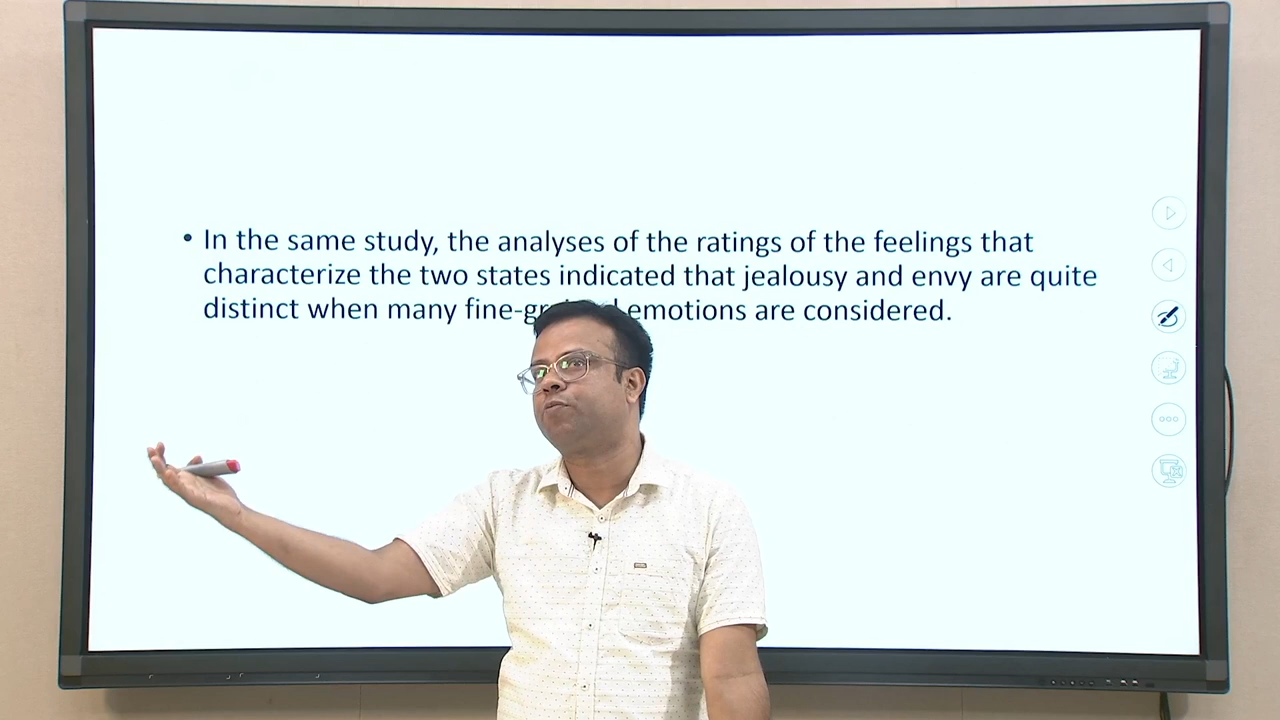 • In the same study, the analyses of the ratings of the feelings that
characterize the two states indicated that jealousy and envy are quite
distinct when many emotions are considered.